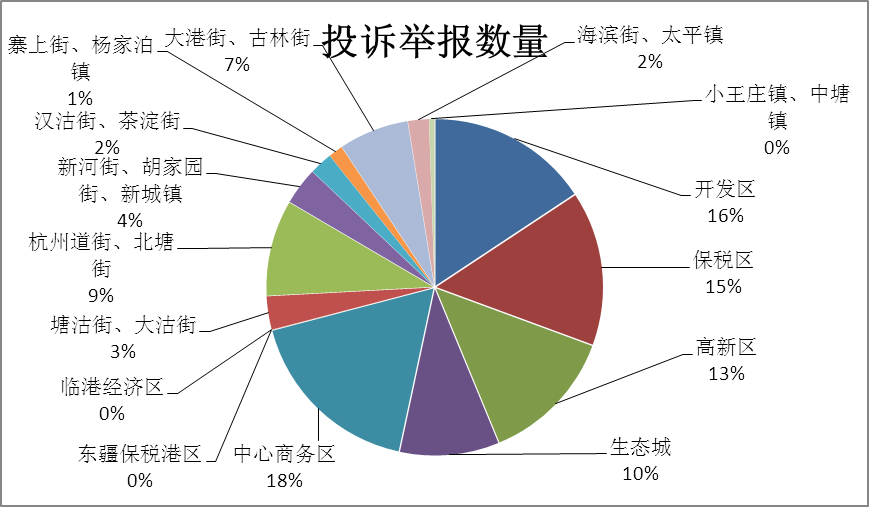 投诉举报数量
开发区
16%
保税区
15%
高新区
13%
生态城
10%
中心商务区
18%
东疆保税港区
0%
临港经济区
0%
塘沽街、大沽街
3%
杭州道街、北塘
街
9%
新河街、胡家园
街、新城镇
4%
汉沽街、茶淀街
2%
寨上街、杨家泊
镇
1%
大港街、古林街
7%
海滨街、太平镇
2%
小王庄镇、中塘
镇
0%